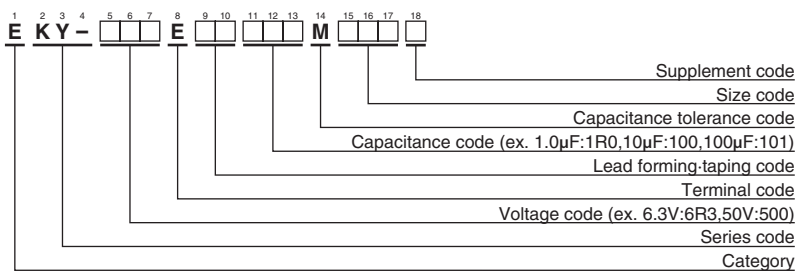 1 2 3 4 5 6 7 8 9 10 11 12 13 14 15 16 17 18
E KY- □□□ E □□ □□□ M □□□ □
Supplement code
Size code
Capacitance tolerance code
Capacitance code (ex. 1.0µF:1R0,10µF:100,100µF:101)
Lead forming·taping code
Terminal code
Voltage code (ex. 6.3V:6R3,50V:500)
Series code
Category